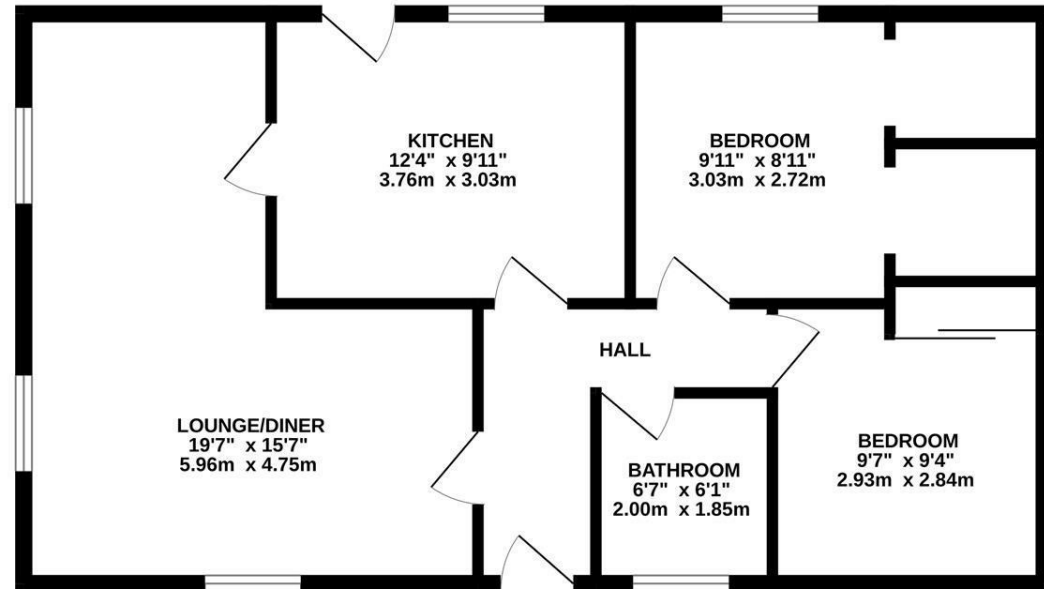 KITCHEN
12'4" x 9'11"
3.76m x 3.03m
BEDROOM
9'11" x 8'11"
3.03m x 2.72m
HALL
LOUNGE/DINER
19'7" x 15'7"
5.96m x 4.75m
BATHROOM
6'7" x 6'1"
2.00m x 1.85m
BEDROOM
9'7" x 9'4"
2.93m x 2.84m